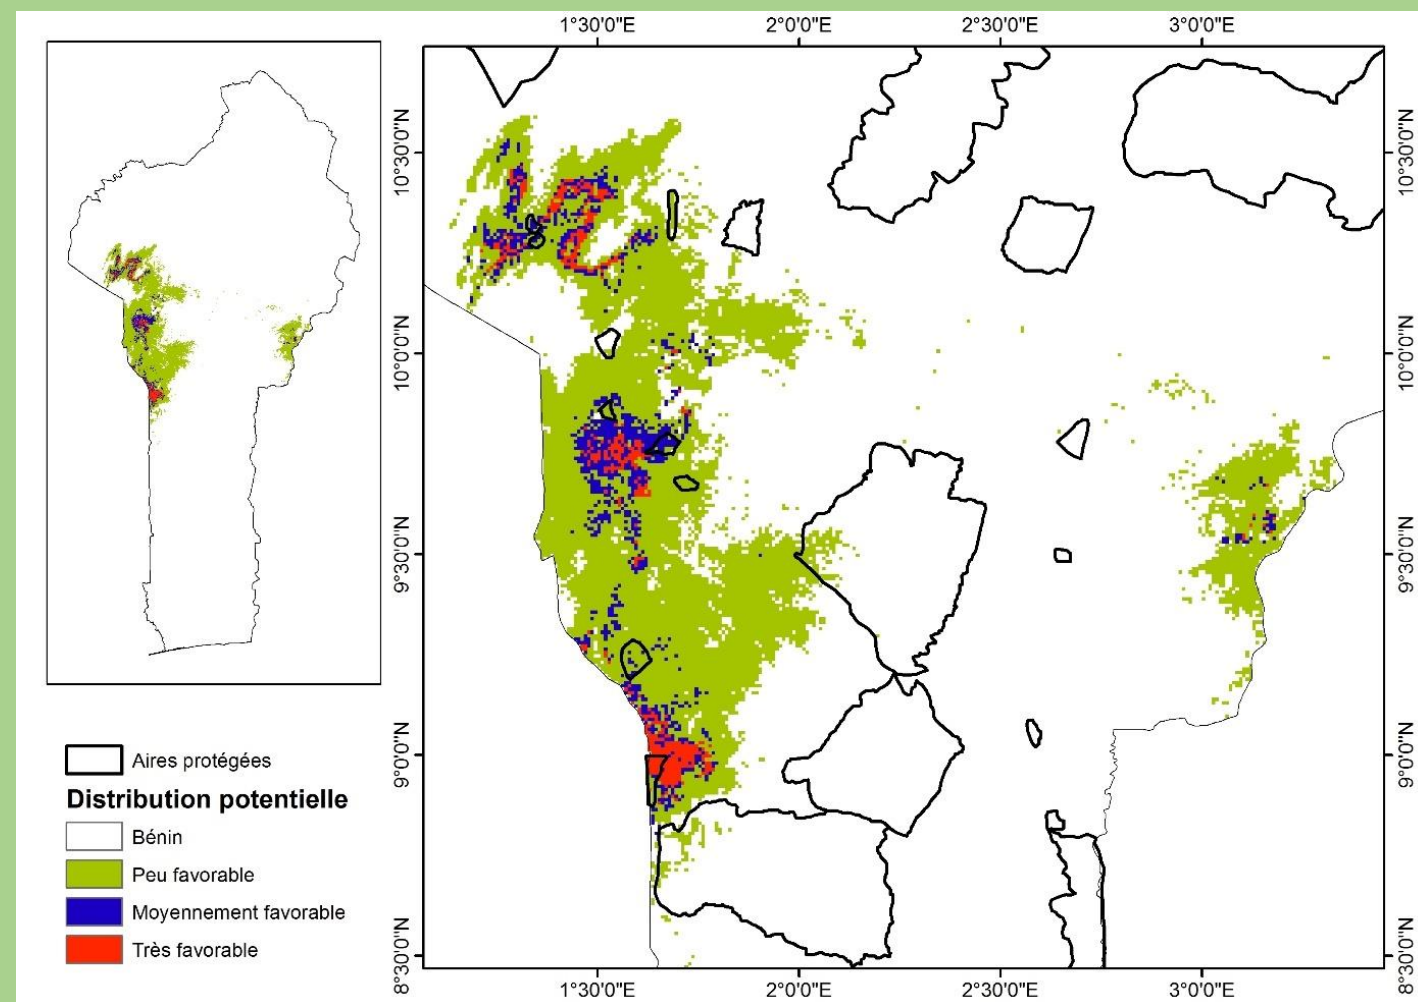 1°30'0"E 2°0'0"E 2°30'0"E 3°0'0"E
10°30'0"N 10°30'0"N
10°0'0"N 10°0'0"N
9°30'0"N 9°30'0"N
9°0'0"N 9°0'0"N
8°30'0"N 8°30'0"N
Aires protégées
Distribution potentielle
Bénin
Peu favorable
Moyennement favorable
Très favorable
1°30'0"E 2°0'0"E 2°30'0"E 3°0'0"E